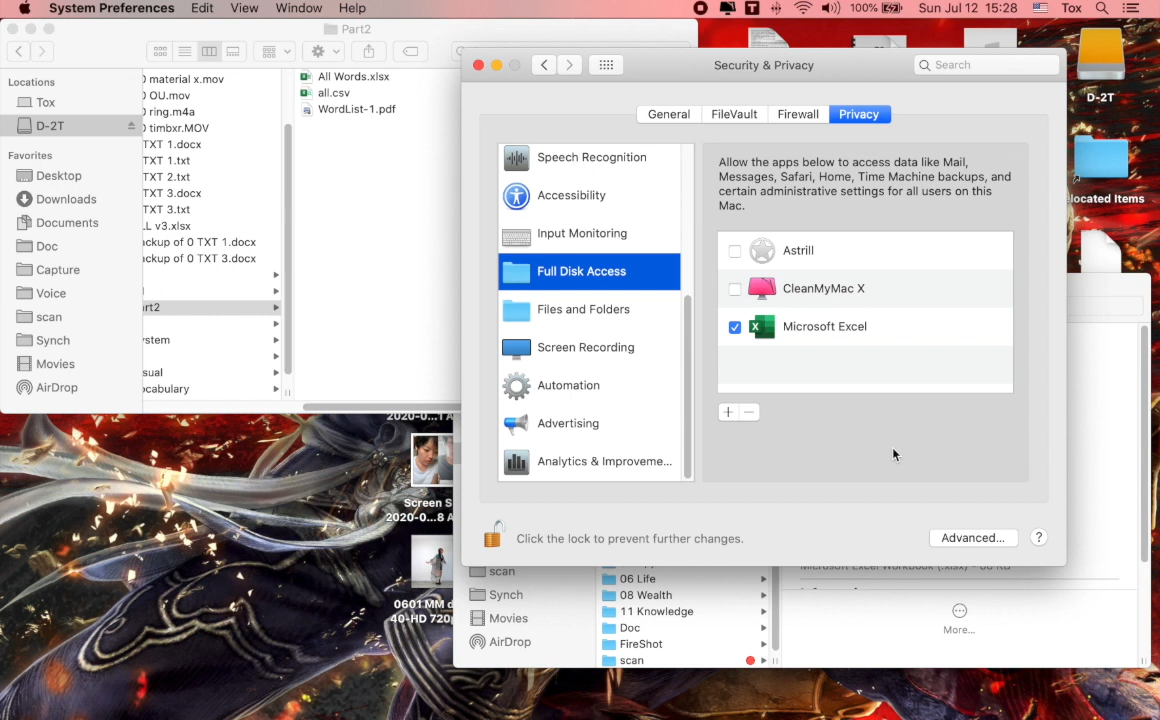 System Preferences Edit View Window Help
100% Sun Jul 12 15:28 Tox
Part2
Locations
Tox
D-2T
Favorites
Desktop
Downloads
Documents
Doc
Capture
Voice
scan
Synch
Movies
AirDrop
material x.mov
OU.mov
ring.m4a
timbxr.MOV
TXT 1.docx
TXT 1.txt
TXT 2.txt
TXT 3.docx
TXT 3.txt
LL v3.xlsx
ackup of 0 TXT 1.docx
ackup of 0 TXT 3.docx
art2
ystem
sual
ocabulary
All Words.xlsx
all.csv
WordList-1.pdf
Security & Privacy
Search
General
FileVault
Firewall
Privacy
Speech Recognition
Accessibility
Input Monitoring
Full Disk Access
Files and Folders
Screen Recording
Automation
Advertising
Analytics & Improveme...
Allow the apps below to access data like Mail,
Messages, Safari, Home, Time Machine backups, and
certain administrative settings for all users on this
Mac.
Astrill
CleanMyMac X
Microsoft Excel
+ −
Click the lock to prevent further changes.
Advanced...
?
D-2T
elocated Items
Screen S
2020-0...8 A
0601MM d
40-HD 720p
scan
Synch
Movies
AirDrop
06 Life
08 Wealth
11 Knowledge
Doc
FireShot
scan
More...